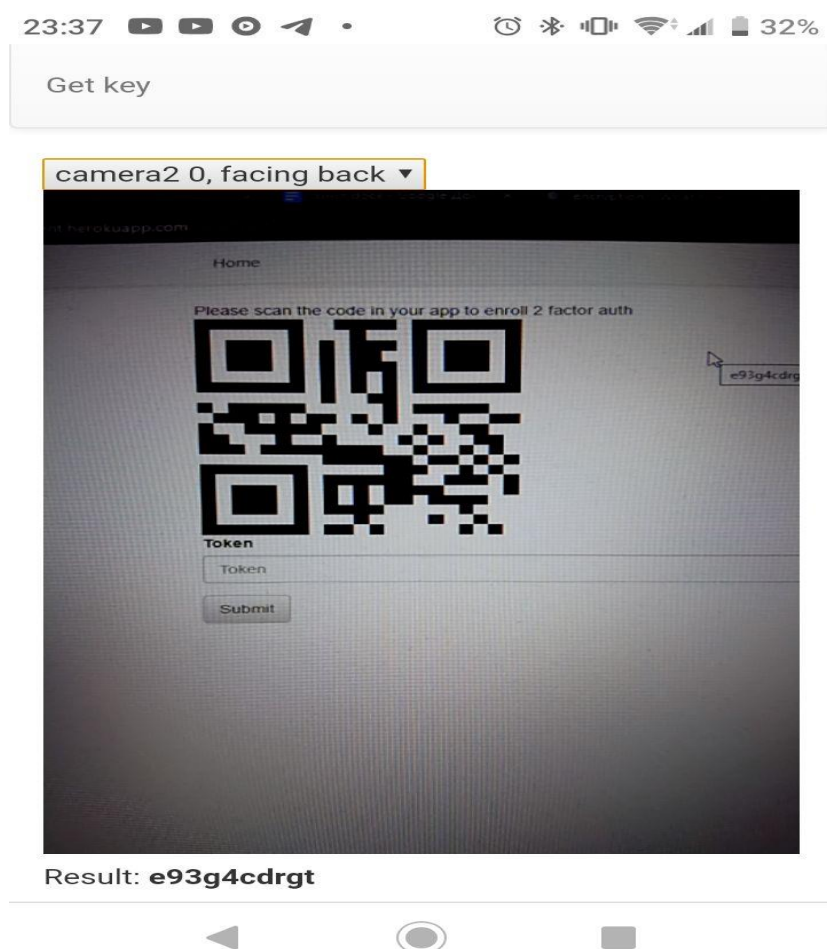 23:37 32%
Get key
camera2 0, facing back ▼
herokuapp.com
Home
Please scan the code in your app to enroll 2 factor auth
e93g4cdrg
Token
Token
Submit
Result: e93g4cdrgt